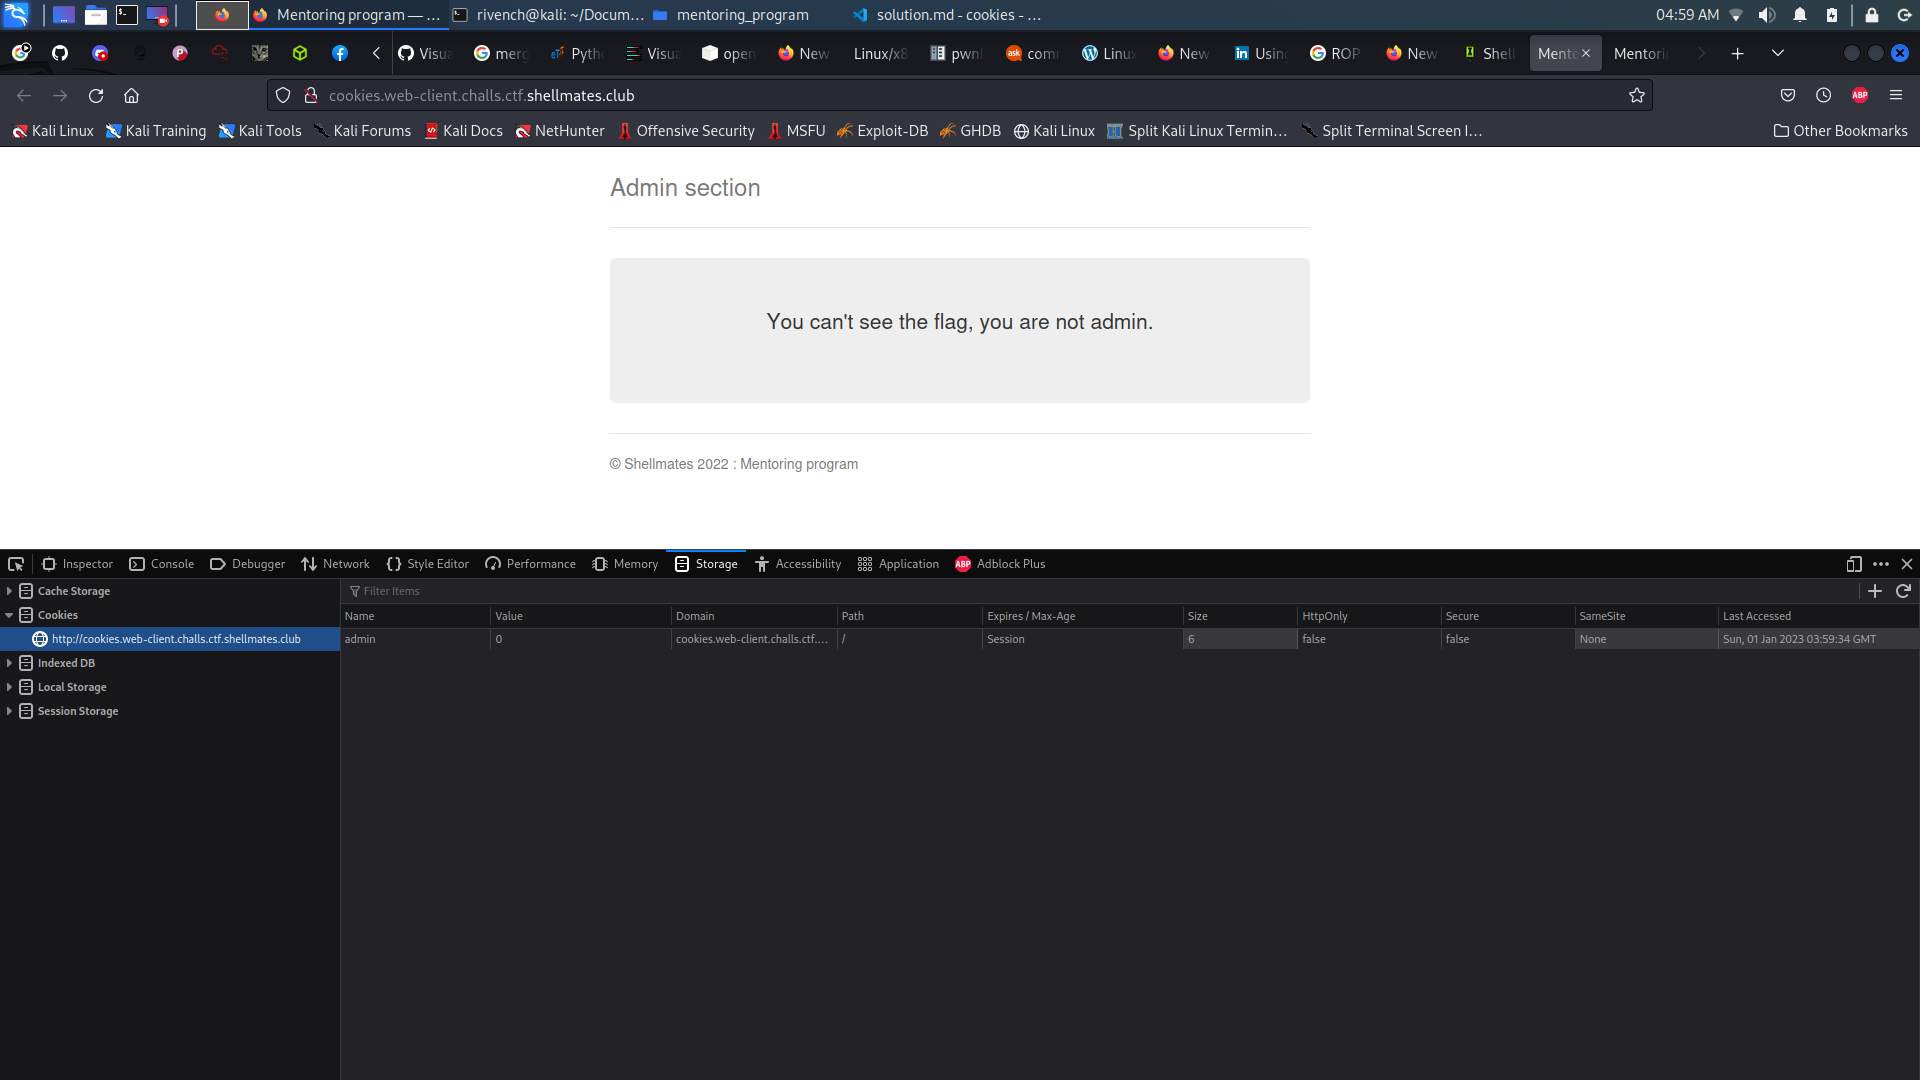 Mentoring program — ...
rivench@kali: ~/Docum...
mentoring_program
solution.md - cookies - ...
04:59 AM
Visua
merg
Pyth
Visua
open
New
Linux/x8
pwnl
com
Linux
New
Using
ROP
New
Shell
Mento
Mentorin
cookies.web-client.challs.ctf.shellmates.club
ABP
Kali Linux
Kali Training
Kali Tools
Kali Forums
Kali Docs
NetHunter
Offensive Security
MSFU
Exploit-DB
GHDB
Kali Linux
Split Kali Linux Termin...
Split Terminal Screen I...
Other Bookmarks
Admin section
You can't see the flag, you are not admin.
© Shellmates 2022 : Mentoring program
Inspector
Console
Debugger
Network
Style Editor
Performance
Memory
Storage
Accessibility
Application
ABP
Adblock Plus
Cache Storage
Cookies
http://cookies.web-client.challs.ctf.shellmates.club
Indexed DB
Local Storage
Session Storage
Filter Items
Name Value Domain Path Expires / Max-Age Size HttpOnly Secure SameSite Last Accessed
admin 0 cookies.web-client.challs.ctf.... / Session 6 false false None Sun, 01 Jan 2023 03:59:34 GMT